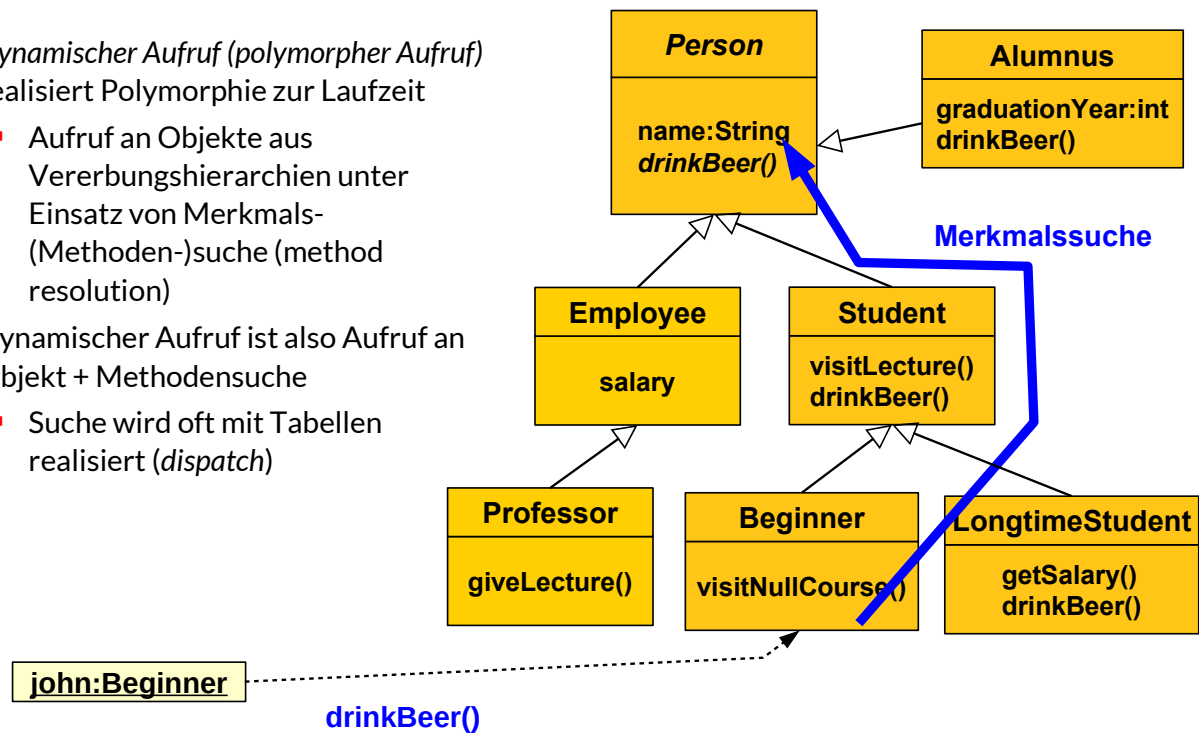 ynamischer Aufruf (polymorpher Aufruf)
ealisiert Polymorphie zur Laufzeit
Aufruf an Objekte aus
Vererbungshierarchien unter
Einsatz von Merkmals-
(Methoden-)suche (method
resolution)
ynamischer Aufruf ist also Aufruf an
bjekt + Methodensuche
Suche wird oft mit Tabellen
realisiert (dispatch)
Person
name:String
drinkBeer()
Alumnus
graduationYear:int
drinkBeer()
Merkmalssuche
Employee
salary
Student
visitLecture()
drinkBeer()
Professor
giveLecture()
Beginner
visitNullCourse()
LongtimeStudent
getSalary()
drinkBeer()
john:Beginner
drinkBeer()